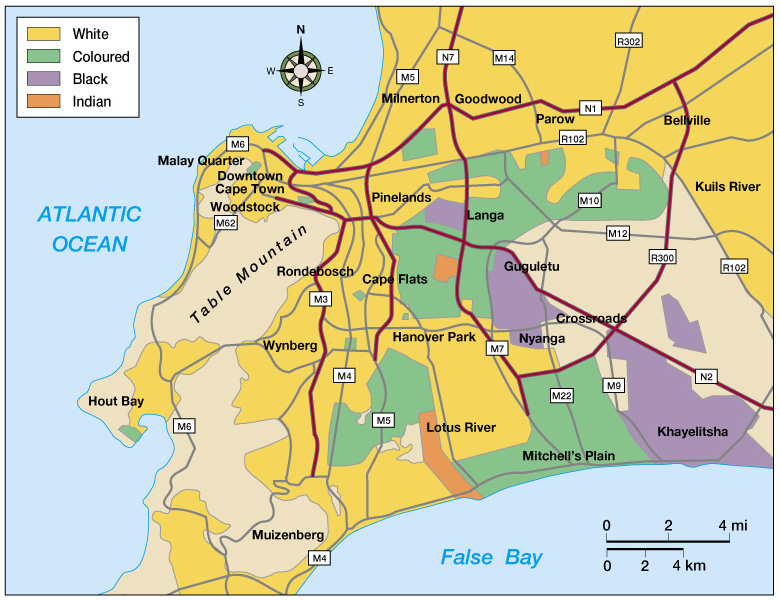 White
Coloured
Black
Indian
N
W
E
S
R302
N7
M14
M5
Milnerton
Goodwood
N1
Parow
Bellville
R102
M6
Malay Quarter
Downtown
Cape Town
Woodstock
M62
Pinelands
Langa
M10
Kuils River
M12
ATLANTIC
OCEAN
Table Mountain
Rondebosch
Cape Flats
Guguletu
R300
R102
M3
Crossroads
Hanover Park
Nyanga
Wynberg
M7
M4
N2
M9
M22
Hout Bay
M6
M5
Lotus River
Khayelitsha
Mitchell's Plain
Muizenberg
M4
False Bay
0 2 4 mi
0 2 4 km